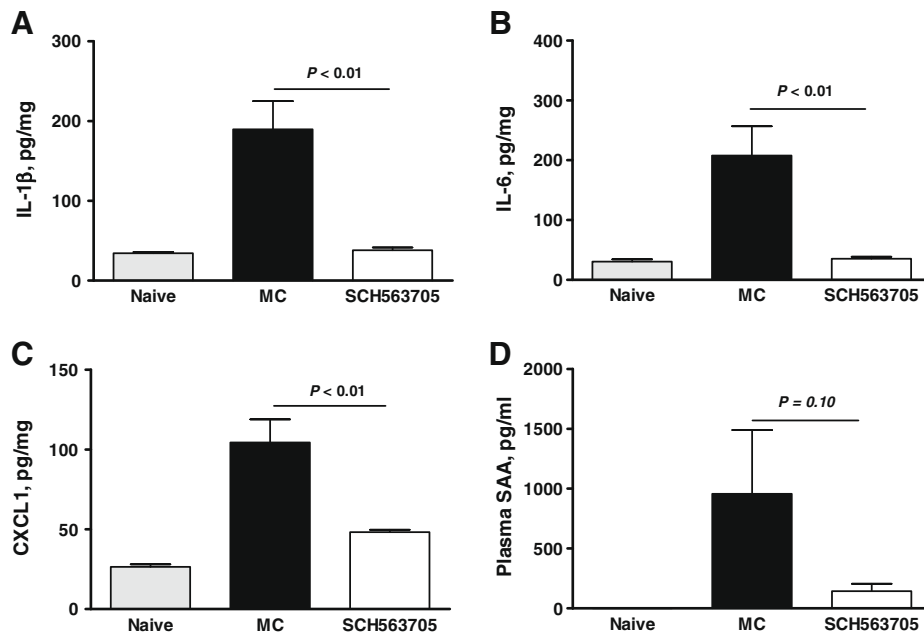 A
IL-1β, pg/mg
300
200
100
0
P < 0.01
Naive MC SCH563705
B
IL-6, pg/mg
400
300
200
100
0
P < 0.01
Naive MC SCH563705
C
CXCL1, pg/mg
150
100
50
0
P < 0.01
Naive MC SCH563705
D
Plasma SAA, pg/ml
2000
1500
1000
500
0
P = 0.10
Naive MC SCH563705